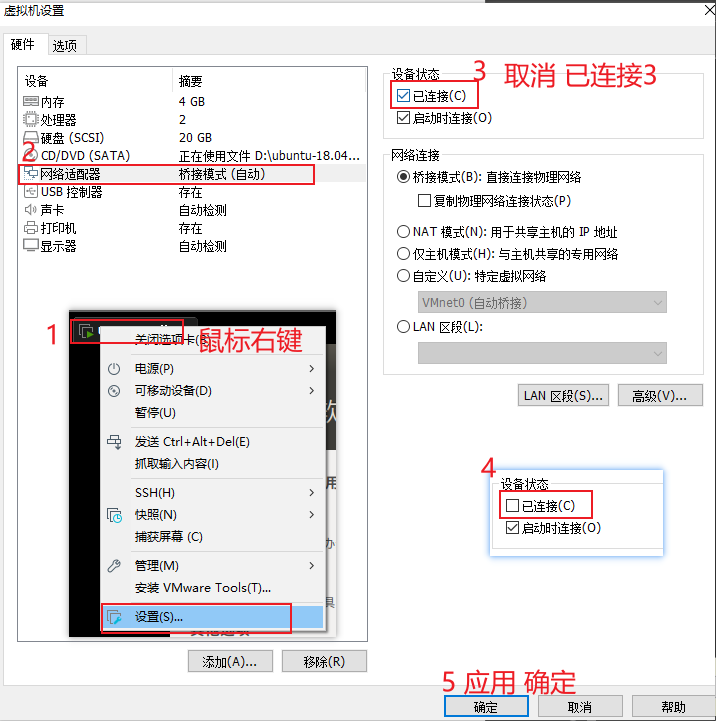 虚拟机设置
硬件 选项
设备 摘要
内存 4 GB
处理器 2
硬盘 (SCSI) 20 GB
2
CD/DVD (SATA) 正在使用文件 D:\ubuntu-18.04...
网络适配器 桥接模式 (自动)
USB 控制器 存在
声卡 自动检测
打印机 存在
显示器 自动检测
1
鼠标右键
关闭选项卡(B)
电源(P)
可移动设备(D)
暂停(U)
发送 Ctrl+Alt+Del(E)
抓取输入内容(I)
SSH(H)
快照(N)
捕获屏幕 (C)
管理(M)
安装 VMware Tools(T)...
设置(S)...
添加(A)... 移除(R)
设备状态
3 取消 已连接3
已连接(C)
启动时连接(O)
网络连接
桥接模式(B): 直接连接物理网络
复制物理网络连接状态(P)
NAT 模式(N): 用于共享主机的 IP 地址
仅主机模式(H): 与主机共享的专用网络
自定义(U): 特定虚拟网络
VMnet0 (自动桥接)
LAN 区段(L):
LAN 区段(S)... 高级(V)...
4
设备状态
已连接(C)
启动时连接(O)
5 应用 确定
确定 取消 帮助